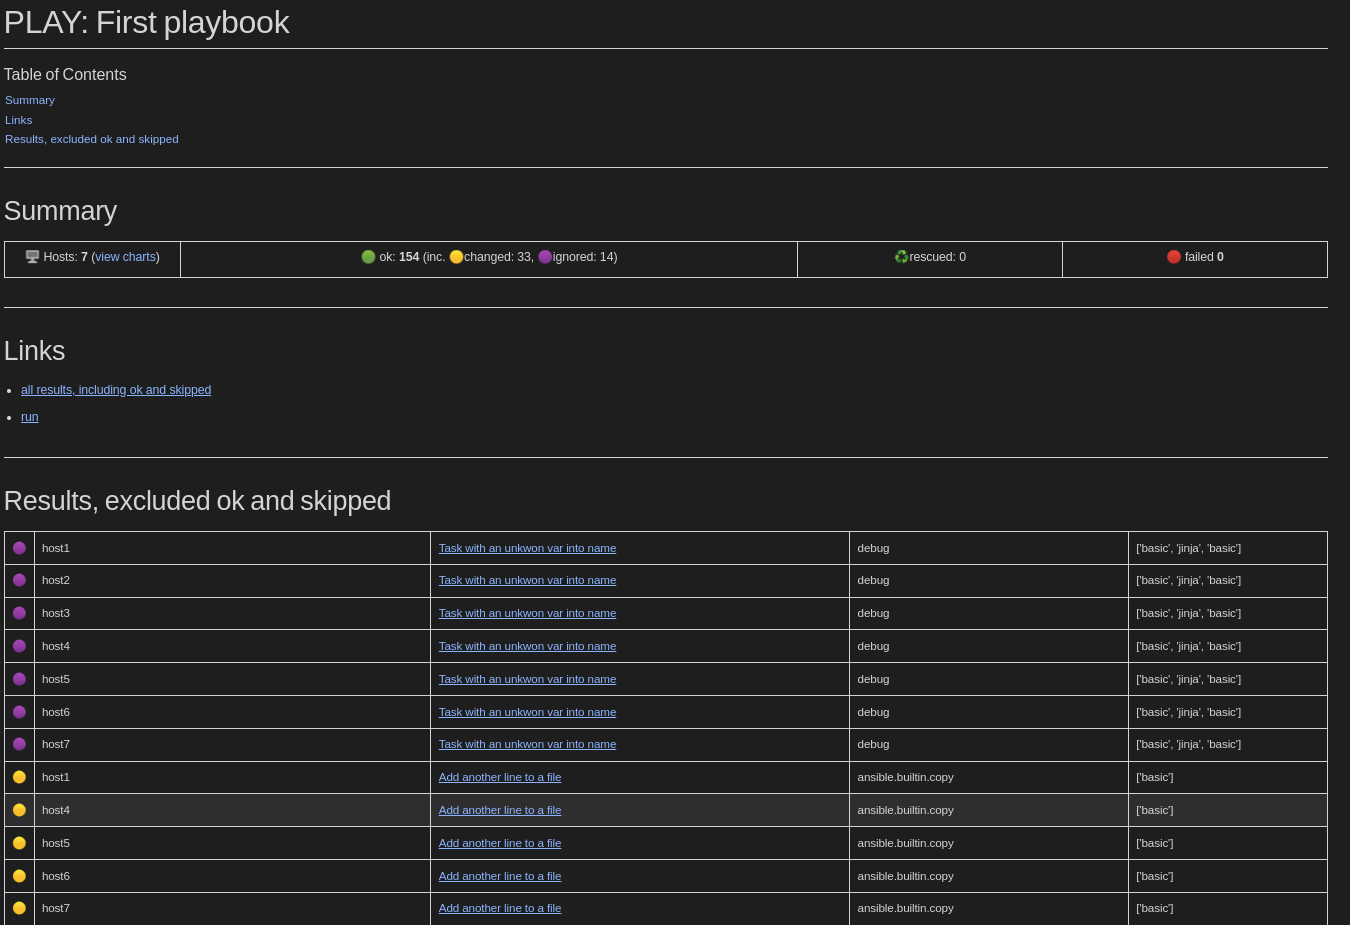 PLAY: First playbook
Table of Contents
Summary
Links
Results, excluded ok and skipped
Summary
Hosts: 7 (view charts) ok: 154 (inc. changed: 33, ignored: 14) rescued: 0 failed 0
Links
all results, including ok and skipped
run
Results, excluded ok and skipped
host1 Task with an unkwon var into name debug ['basic', 'jinja', 'basic']
host2 Task with an unkwon var into name debug ['basic', 'jinja', 'basic']
host3 Task with an unkwon var into name debug ['basic', 'jinja', 'basic']
host4 Task with an unkwon var into name debug ['basic', 'jinja', 'basic']
host5 Task with an unkwon var into name debug ['basic', 'jinja', 'basic']
host6 Task with an unkwon var into name debug ['basic', 'jinja', 'basic']
host7 Task with an unkwon var into name debug ['basic', 'jinja', 'basic']
host1 Add another line to a file ansible.builtin.copy ['basic']
host4 Add another line to a file ansible.builtin.copy ['basic']
host5 Add another line to a file ansible.builtin.copy ['basic']
host6 Add another line to a file ansible.builtin.copy ['basic']
host7 Add another line to a file ansible.builtin.copy ['basic']